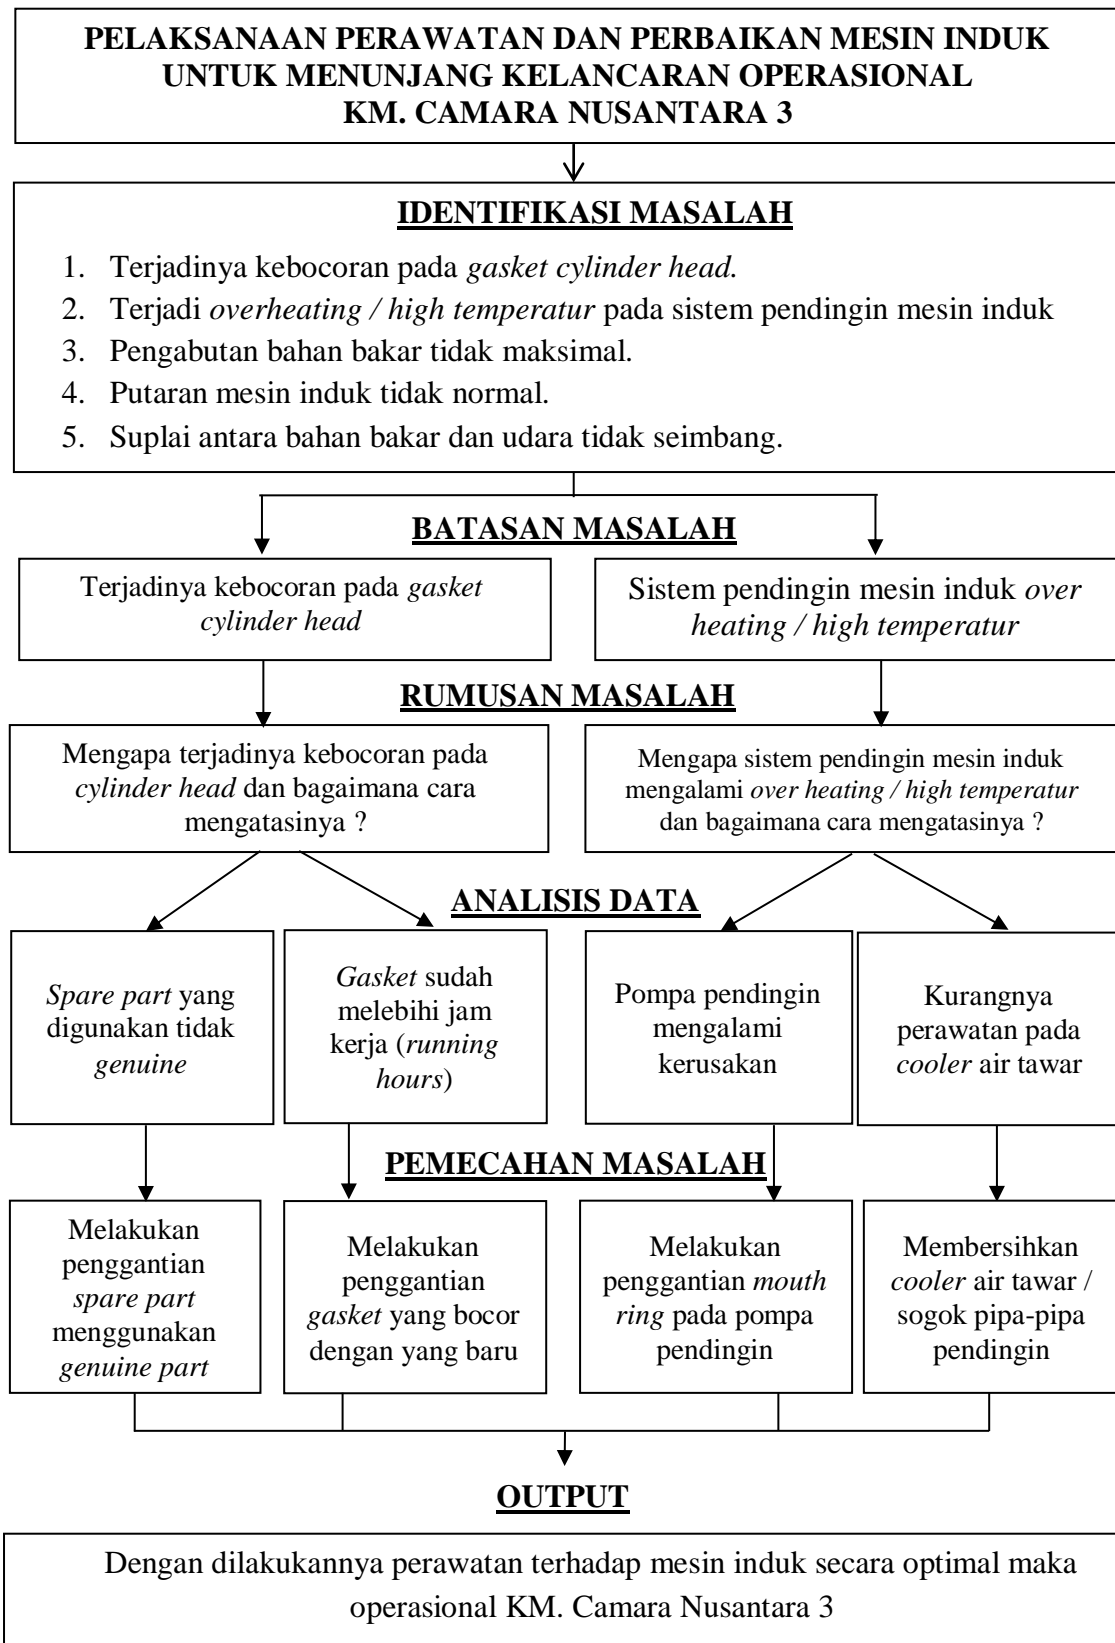 PELAKSANAAN PERAWATAN DAN PERBAIKAN MESIN INDUK
UNTUK MENUNJANG KELANCARAN OPERASIONAL
KM. CAMARA NUSANTARA 3
IDENTIFIKASI MASALAH
1. Terjadinya kebocoran pada gasket cylinder head.
2. Terjadi overheating / high temperatur pada sistem pendingin mesin induk
3. Pengabutan bahan bakar tidak maksimal.
4. Putaran mesin induk tidak normal.
5. Suplai antara bahan bakar dan udara tidak seimbang.
BATASAN MASALAH
Terjadinya kebocoran pada gasket
cylinder head
Sistem pendingin mesin induk over
heating / high temperatur
RUMUSAN MASALAH
Mengapa terjadinya kebocoran pada
cylinder head dan bagaimana cara
mengatasinya ?
Mengapa sistem pendingin mesin induk
mengalami over heating / high temperatur
dan bagaimana cara mengatasinya ?
ANALISIS DATA
Spare part yang
digunakan tidak
genuine
Gasket sudah
melebihi jam
kerja (running
hours)
Pompa pendingin
mengalami
kerusakan
Kurangnya
perawatan pada
cooler air tawar
PEMECAHAN MASALAH
Melakukan
penggantian
spare part
menggunakan
genuine part
Melakukan
penggantian
gasket yang bocor
dengan yang baru
Melakukan
penggantian mouth
ring pada pompa
pendingin
Membersihkan
cooler air tawar /
sogok pipa-pipa
pendingin
OUTPUT
Dengan dilakukannya perawatan terhadap mesin induk secara optimal maka
operasional KM. Camara Nusantara 3